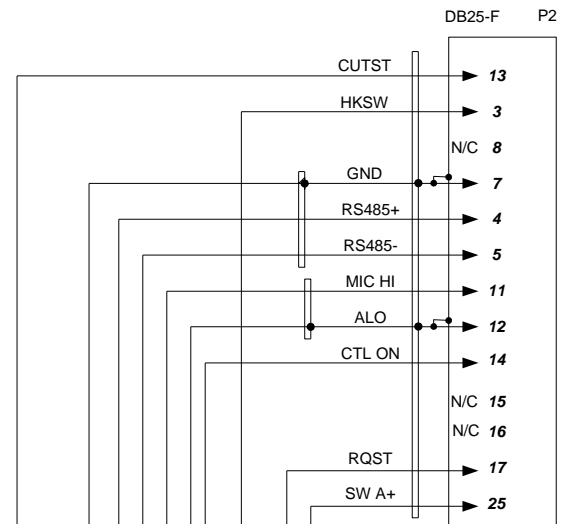 DB25-F P2
CUTST 13
HKSW 3
N/C 8
GND 7
RS485+ 4
RS485- 5
MIC HI 11
ALO 12
CTL ON 14
N/C 15
N/C 16
RQST 17
SW A+ 25